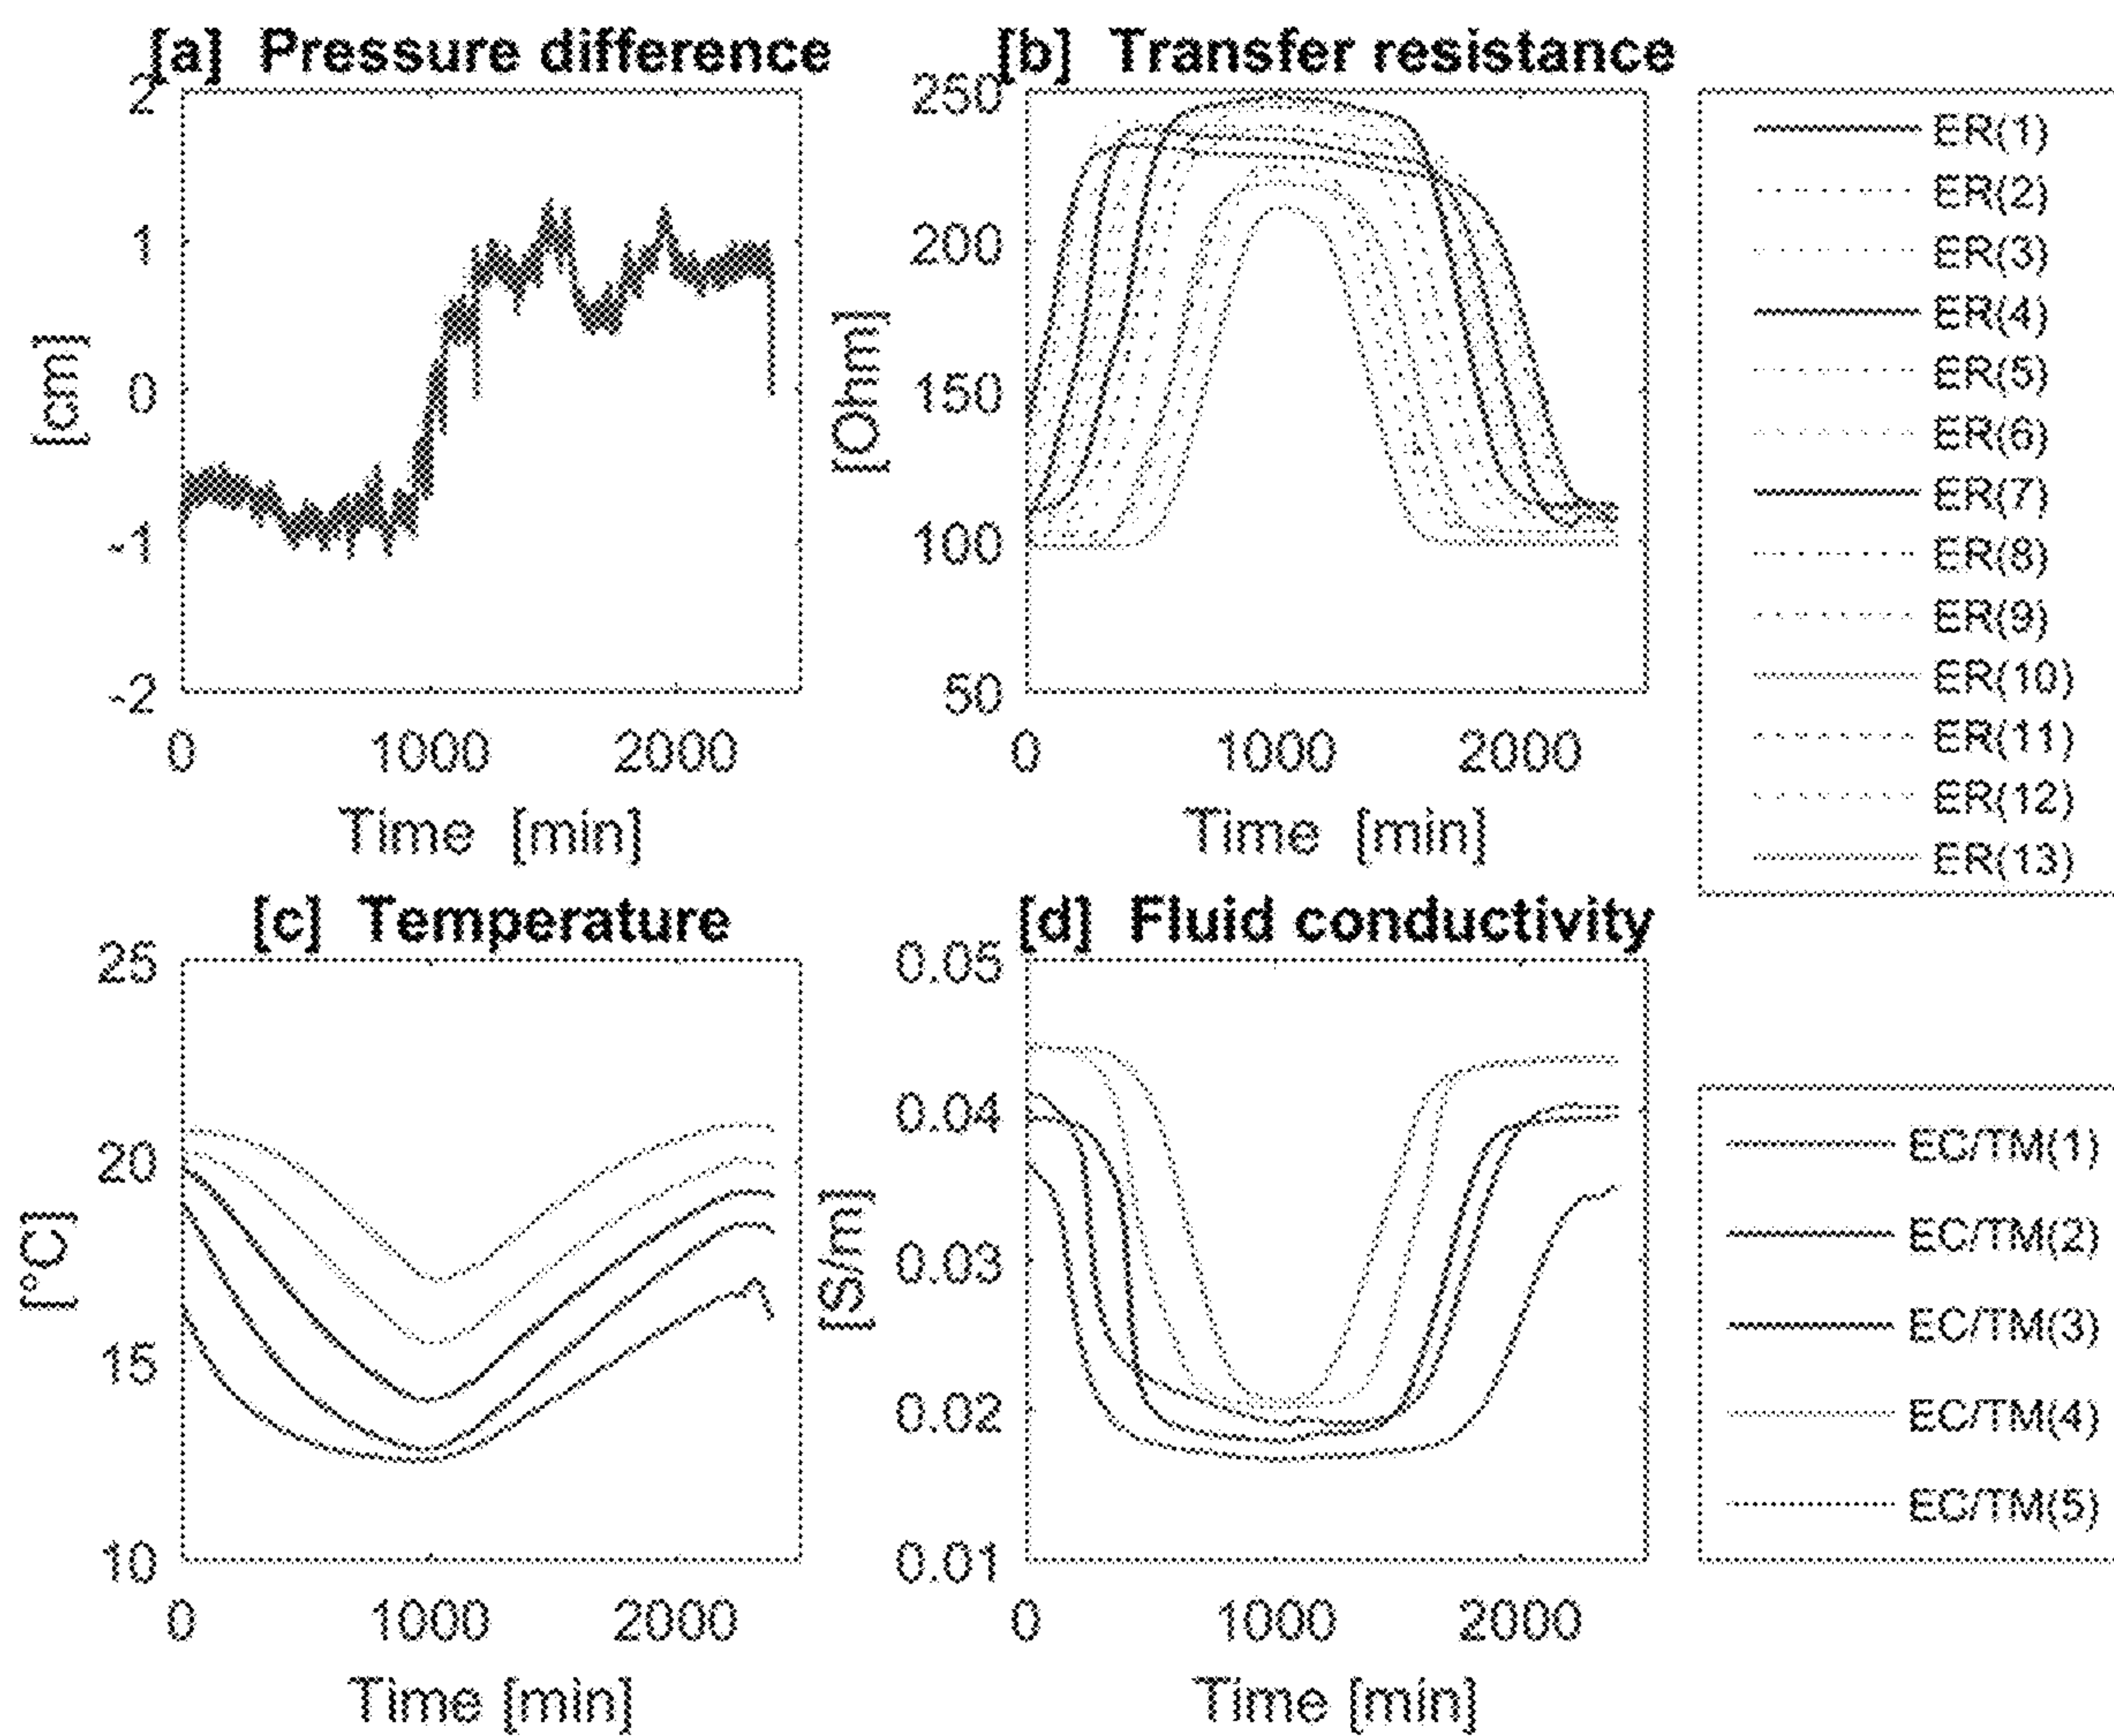 [a] Pressure difference
2
1
0
-1
-2
[cm]
0 1000 2000
Time [min]
[b] Transfer resistance
250
200
150
100
50
[Ohm]
0 1000 2000
Time [min]
ER(1)
ER(2)
ER(3)
ER(4)
ER(5)
ER(6)
ER(7)
ER(8)
ER(9)
ER(10)
ER(11)
ER(12)
ER(13)
[c] Temperature
25
20
15
10
[°C]
0 1000 2000
Time [min]
[d] Fluid conductivity
0.05
0.04
0.03
0.02
0.01
[S/m]
0 1000 2000
Time [min]
EC/TM(1)
EC/TM(2)
EC/TM(3)
EC/TM(4)
EC/TM(5)